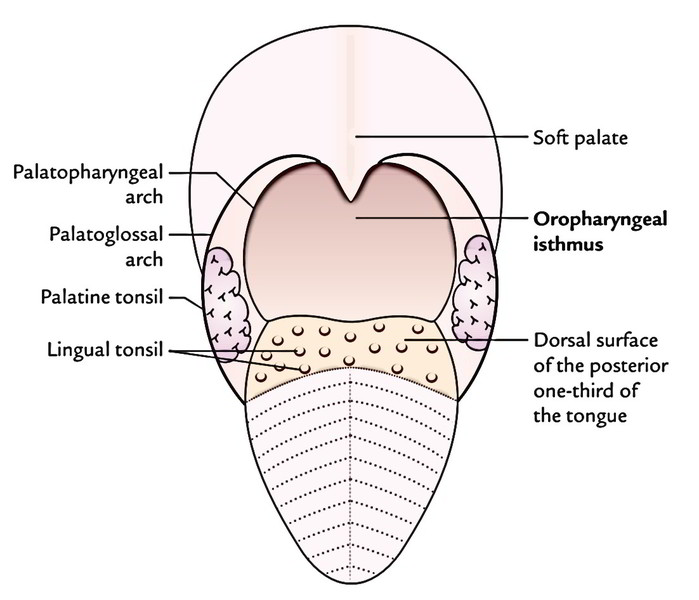 Soft palate
Palatopharyngeal
arch
Oropharyngeal
isthmus
Palatoglossal
arch
Palatine tonsil
Lingual tonsil
Dorsal surface
of the posterior
one-third of
the tongue